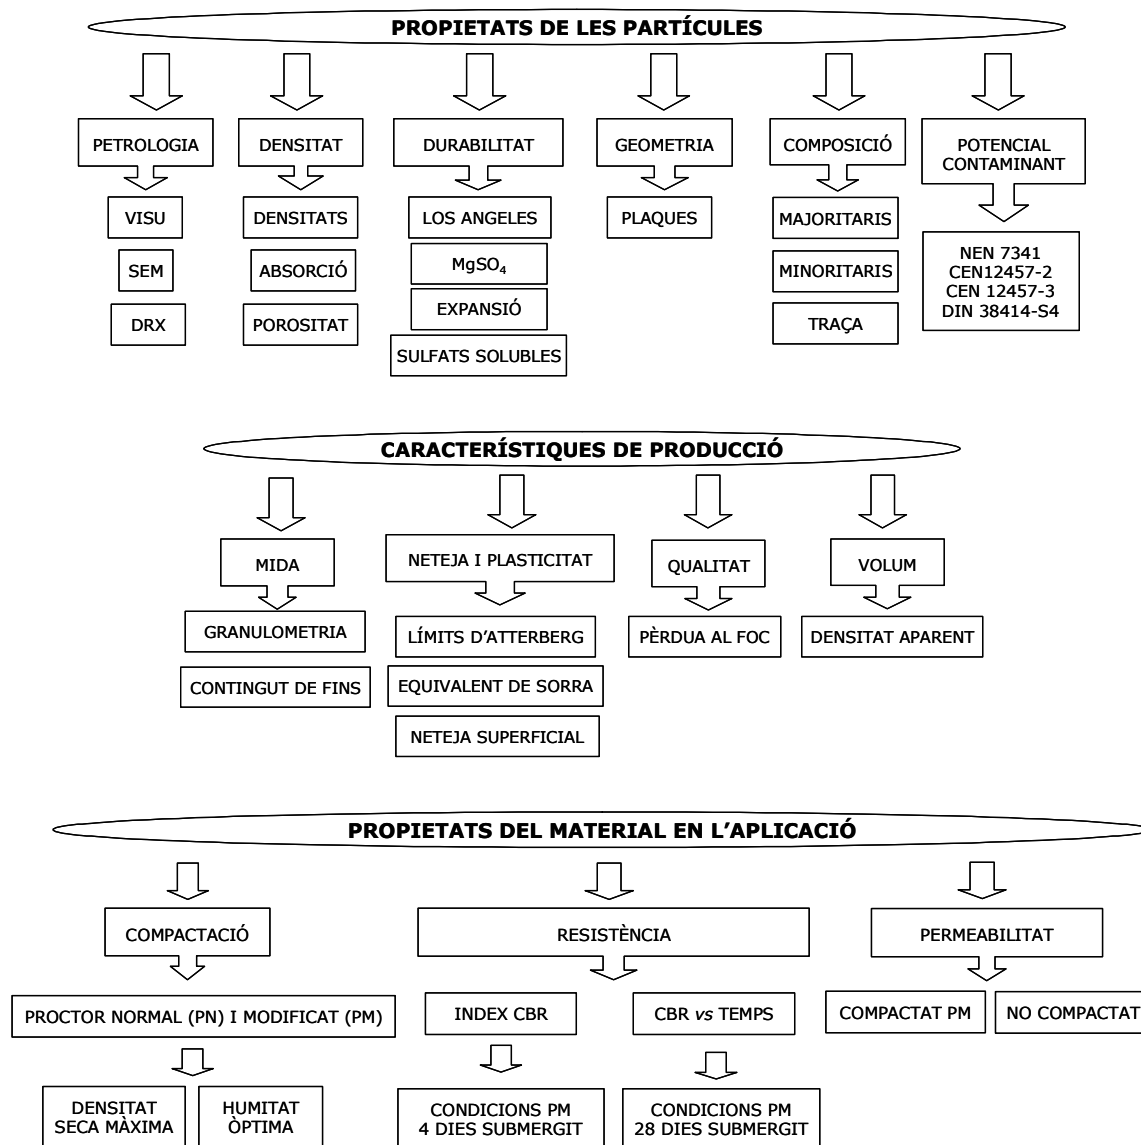 PROPIETATS DE LES PARTÍCULES
PETROLOGIA
VISU
SEM
DRX
DENSITAT
DENSITATS
ABSORCIÓ
POROSITAT
DURABILITAT
LOS ANGELES
MgSO₄
EXPANSIÓ
SULFATS SOLUBLES
GEOMETRIA
PLAQUES
COMPOSICIÓ
MAJORITARIS
MINORITARIS
TRAÇA
POTENCIAL
CONTAMINANT
NEN 7341
CEN12457-2
CEN 12457-3
DIN 38414-S4
CARACTERÍSTIQUES DE PRODUCCIÓ
MIDA
GRANULOMETRIA
CONTINGUT DE FINS
NETEJA I PLASTICITAT
LÍMITS D'ATTERBERG
EQUIVALENT DE SORRA
NETEJA SUPERFICIAL
QUALITAT
PÈRDUA AL FOC
VOLUM
DENSITAT APARENT
PROPIETATS DEL MATERIAL EN L'APLICACIÓ
COMPACTACIÓ
PROCTOR NORMAL (PN) I MODIFICAT (PM)
DENSITAT
SECA MÀXIMA
HUMITAT
ÒPTIMA
RESISTÈNCIA
INDEX CBR
CONDICIONS PM
4 DIES SUBMERGIT
CBR vs TEMPS
CONDICIONS PM
28 DIES SUBMERGIT
PERMEABILITAT
COMPACTAT PM
NO COMPACTAT